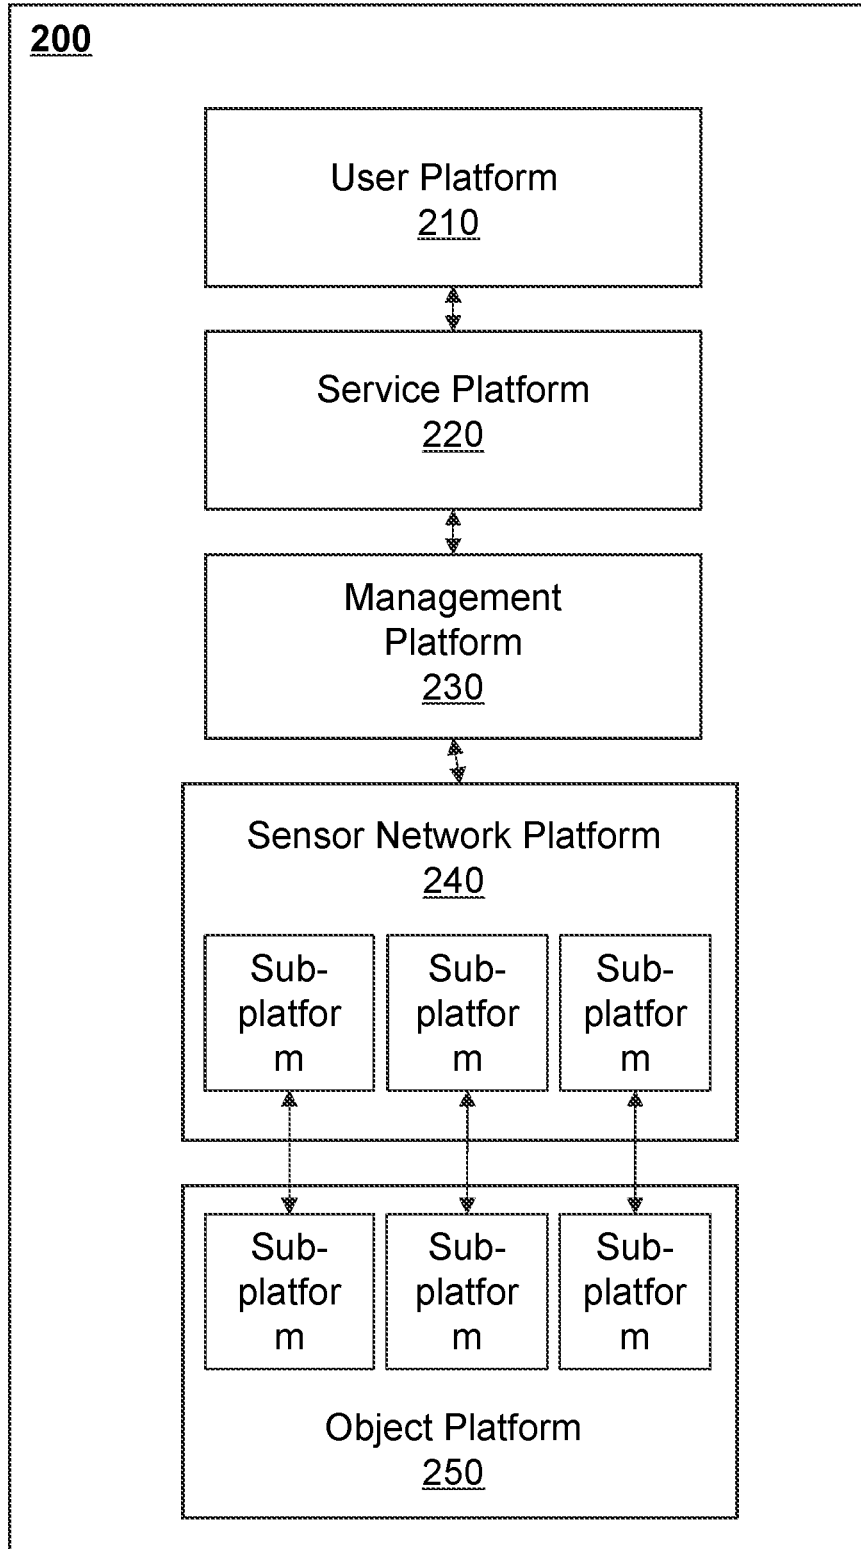 200
User Platform
210
Service Platform
220
Management
Platform
230
Sensor Network Platform
240
Sub-
platfor
m
Sub-
platfor
m
Sub-
platfor
m
Sub-
platfor
m
Sub-
platfor
m
Sub-
platfor
m
Object Platform
250